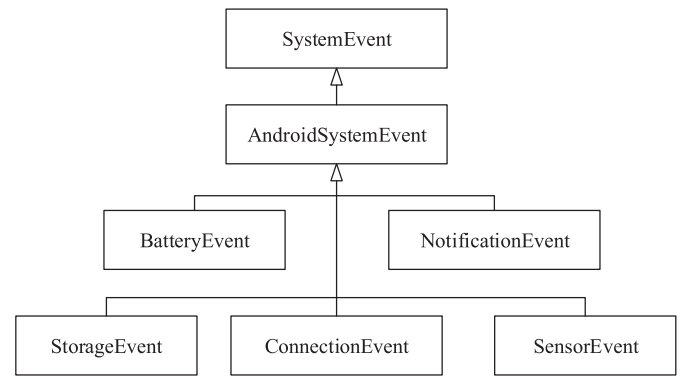 SystemEvent
AndroidSystemEvent
BatteryEvent
NotificationEvent
StorageEvent
ConnectionEvent
SensorEvent